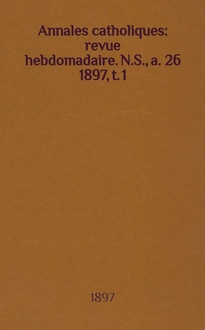 Annales catholiques: revue
hebdomadaire. N.S., a. 26
1897, t. 1
1897